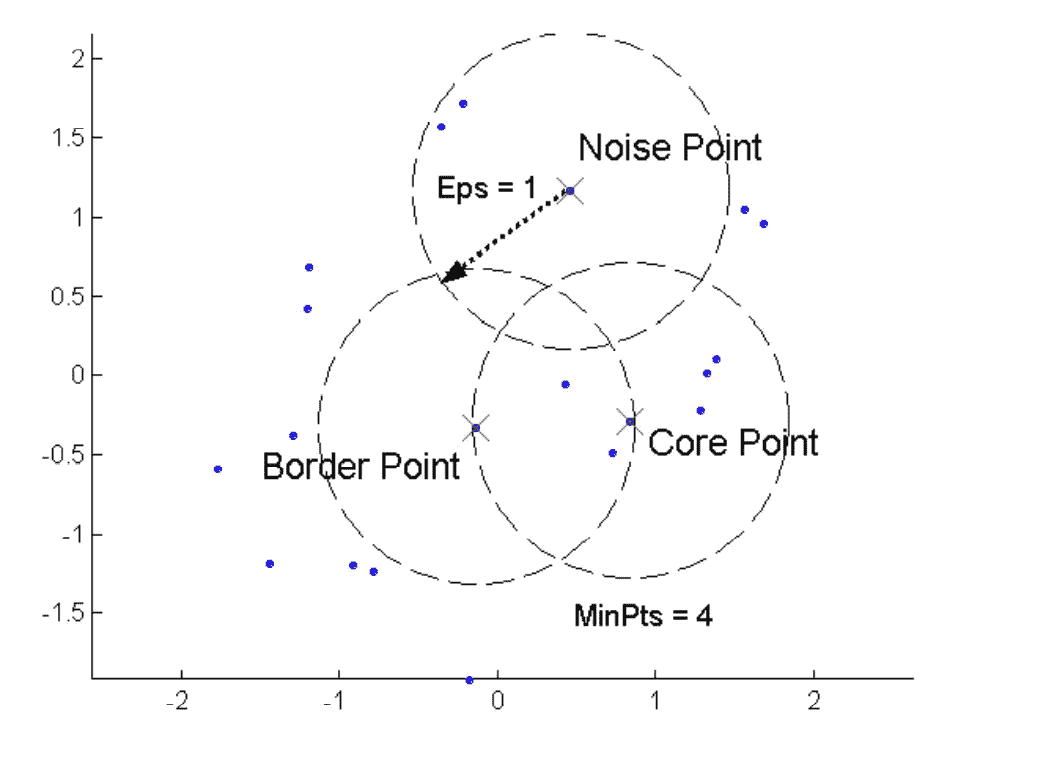 2
1.5
Noise Point
Eps = 1
1
0.5
0
-0.5
Core Point
Border Point
-1
-1.5
MinPts = 4
-2
-1
0
1
2